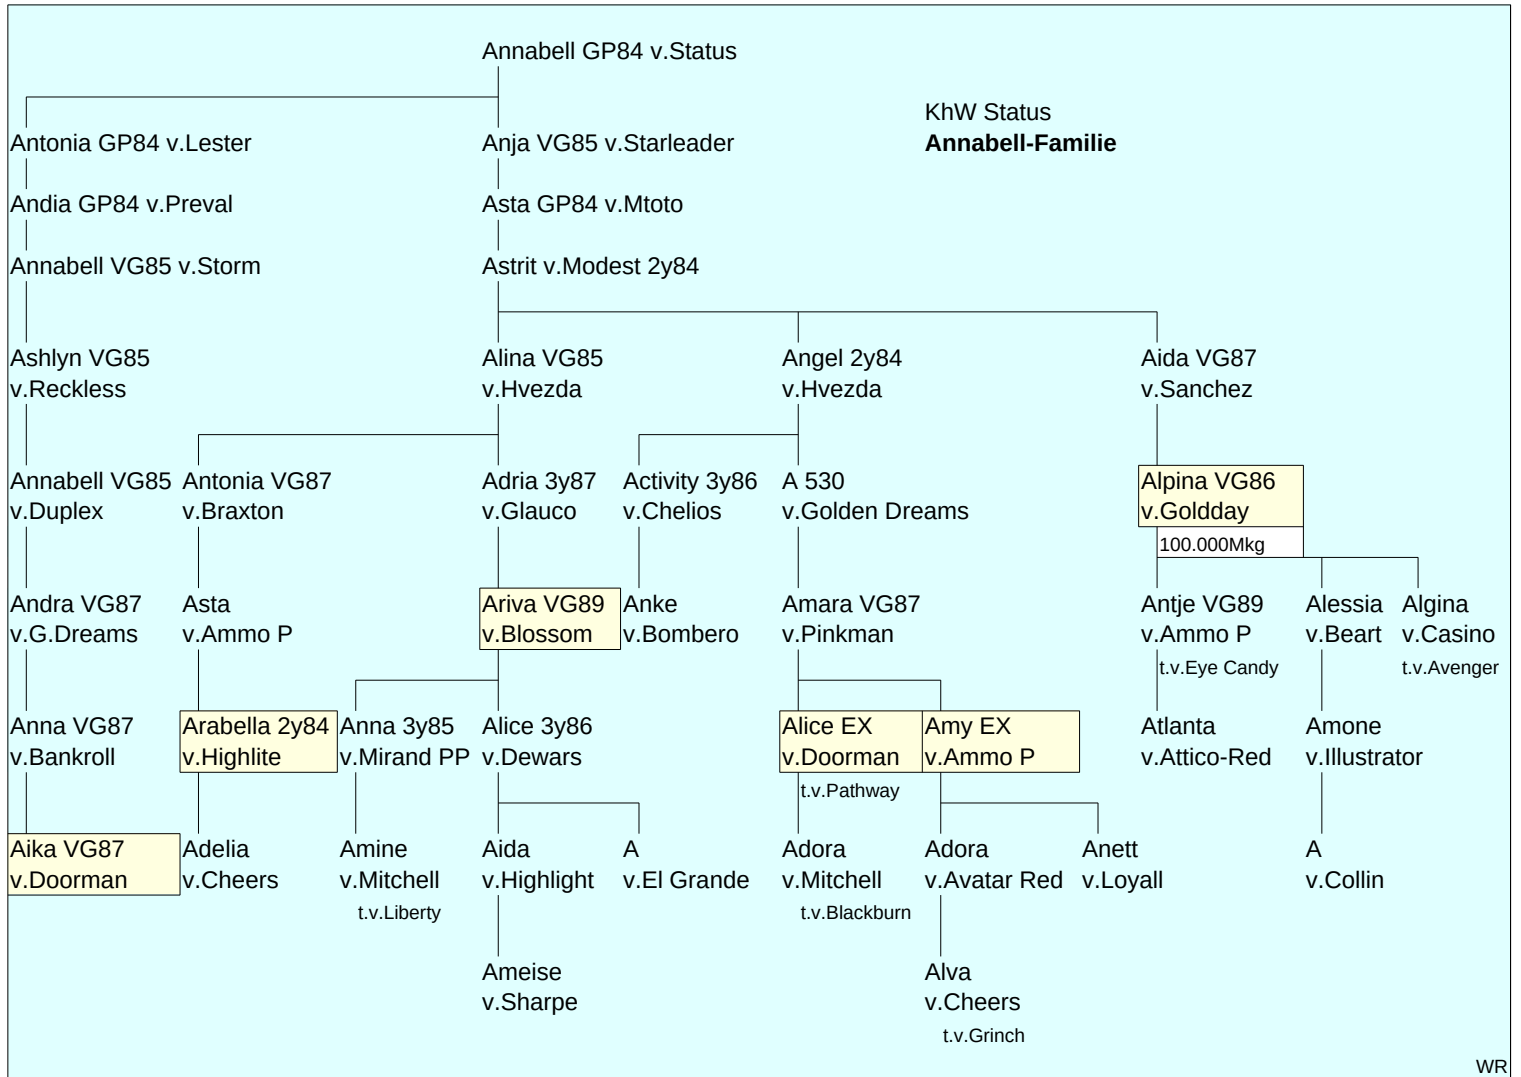 Annabell GP84 v.Status
KhW Status
Annabell-Familie
Antonia GP84 v.Lester
Anja VG85 v.Starleader
Andia GP84 v.Preval
Asta GP84 v.Mtoto
Annabell VG85 v.Storm
Astrit v.Modest 2y84
Ashlyn VG85
v.Reckless
Alina VG85
v.Hvezda
Angel 2y84
v.Hvezda
Aida VG87
v.Sanchez
Annabell VG85
v.Duplex
Antonia VG87
v.Braxton
Adria 3y87
v.Glauco
Activity 3y86
v.Chelios
A 530
v.Golden Dreams
Alpina VG86
v.Goldday
100.000Mkg
Andra VG87
v.G.Dreams
Asta
v.Ammo P
Ariva VG89
v.Blossom
Anke
v.Bombero
Amara VG87
v.Pinkman
Antje VG89
v.Ammo P
t.v.Eye Candy
Alessia
v.Beart
Algina
v.Casino
t.v.Avenger
Anna VG87
v.Bankroll
Arabella 2y84
v.Highlite
Anna 3y85
v.Mirand PP
Alice 3y86
v.Dewars
Alice EX
v.Doorman
t.v.Pathway
Amy EX
v.Ammo P
Atlanta
v.Attico-Red
Amone
v.Illustrator
Aika VG87
v.Doorman
Adelia
v.Cheers
Amine
v.Mitchell
t.v.Liberty
Aida
v.Highlight
A
v.El Grande
Adora
v.Mitchell
t.v.Blackburn
Adora
v.Avatar Red
Anett
v.Loyall
A
v.Collin
Ameise
v.Sharpe
Alva
v.Cheers
t.v.Grinch
WR